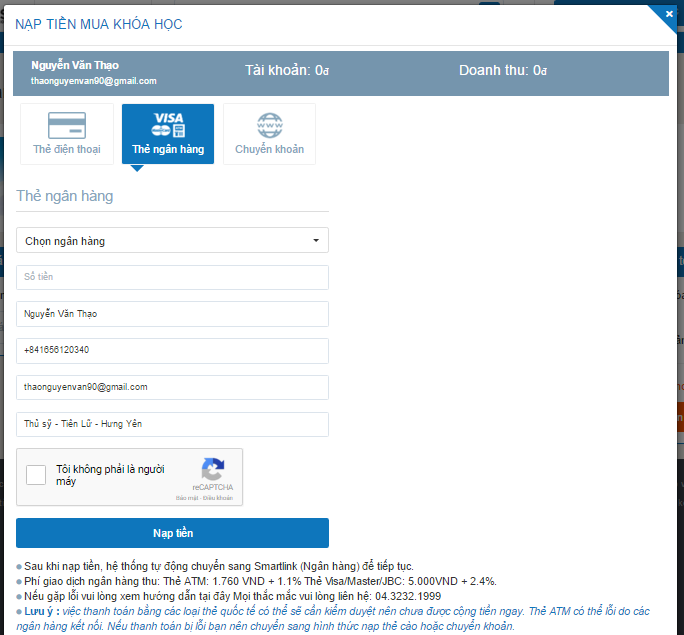 NẠP TIỀN MUA KHÓA HỌC
Nguyễn Văn Thạo
thaonguyenvan90@gmail.com
Tài khoản: 0đ
Doanh thu: 0đ
Thẻ điện thoại
VISA
Thẻ ngân hàng
WWW
Chuyển khoản
Thẻ ngân hàng
Chọn ngân hàng
Số tiền
Nguyễn Văn Thạo
+841656120340
thaonguyenvan90@gmail.com
Thủ sỹ - Tiên Lữ - Hưng Yên
Tôi không phải là người
máy
reCAPTCHA
Bảo mật - Điều khoản
Nạp tiền
Sau khi nạp tiền, hệ thống tự động chuyển sang Smartlink (Ngân hàng) để tiếp tục.
Phí giao dịch ngân hàng thu: Thẻ ATM: 1.760 VND + 1.1% Thẻ Visa/Master/JBC: 5.000VND + 2.4%.
Nếu gặp lỗi vui lòng xem hướng dẫn tại đây Mọi thắc mắc vui lòng liên hệ: 04.3232.1999
Lưu ý : việc thanh toán bằng các loại thẻ quốc tế có thể sẽ cần kiểm duyệt nên chưa được cộng tiền ngay. Thẻ ATM có thể lỗi do các
ngân hàng kết nối. Nếu thanh toán bị lỗi bạn nên chuyển sang hình thức nạp thẻ cào hoặc chuyển khoản.